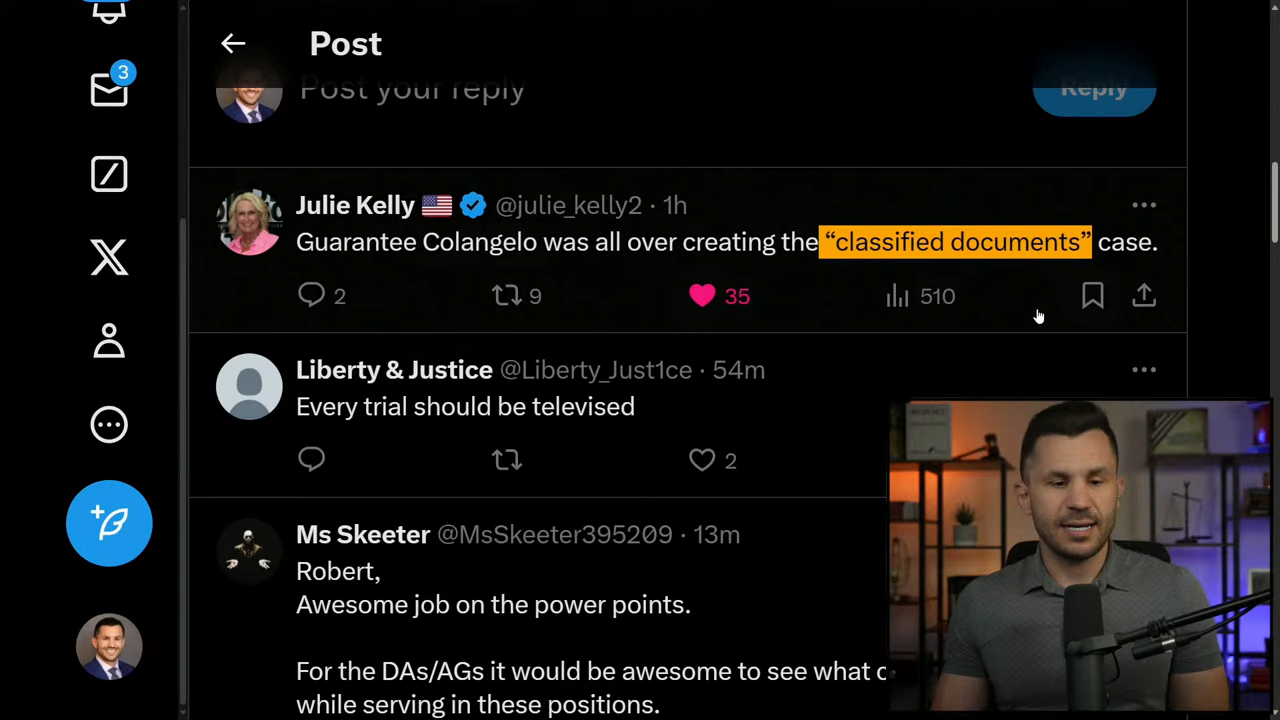 Post
3
Post your reply
Reply
Julie Kelly @julie_kelly2 · 1h
Guarantee Colangelo was all over creating the “classified documents” case.
2 9 35 510
Liberty & Justice @Liberty_Just1ce · 54m
Every trial should be televised
2
Ms Skeeter @MsSkeeter395209 · 13m
Robert,
Awesome job on the power points.
For the DAs/AGs it would be awesome to see what
while serving in these positions.